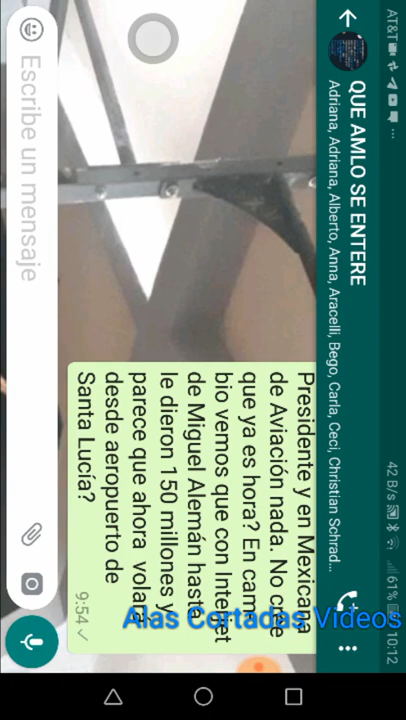 AT&T ...
42 B/s 61% 10:12
QUE AMLO SE ENTERE
Adriana, Adriana, Alberto, Anna, Aracelli, Bego, Carla, Ceci, Christian Schrad...
Presidente y en Mexicana
de Aviación nada. No cree
que ya es hora? En cam
bio vemos que con Interjet
de Miguel Alemán hasta
le dieron 150 millones y
parece que ahora volará
desde aeropuerto de
Santa Lucía?
9:54
Alas Cortadas Videos
Escribe un mensaje